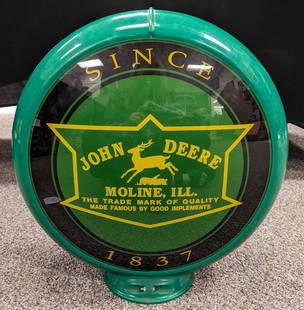 SINCE
JOHN DEERE
MOLINE, ILL.
THE TRADE MARK OF QUALITY
MADE FAMOUS BY GOOD IMPLEMENTS
1837